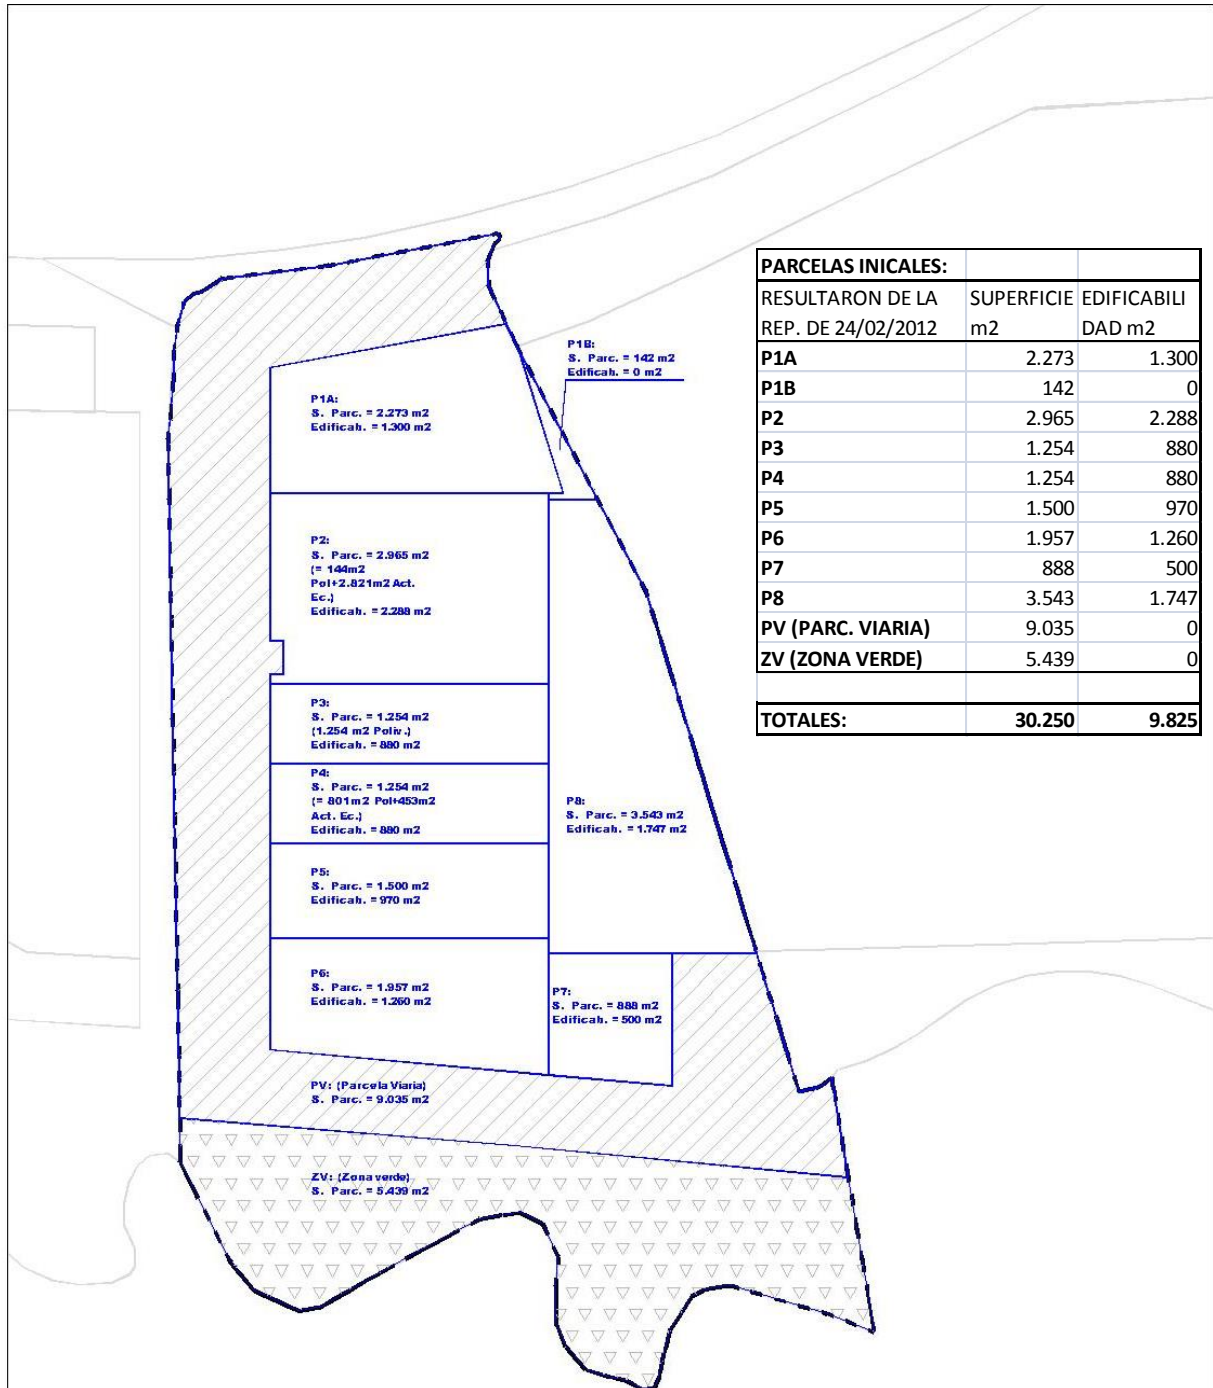 PARCELAS INICALES:
RESULTARON DE LA SUPERFICIE EDIFICABILI
REP. DE 24/02/2012 m2 DAD m2
P1A 2.273 1.300
P1B 142 0
P2 2.965 2.288
P3 1.254 880
P4 1.254 880
P5 1.500 970
P6 1.957 1.260
P7 888 500
P8 3.543 1.747
PV (PARC. VIARIA) 9.035 0
ZV (ZONA VERDE) 5.439 0
TOTALES: 30.250 9.825
P1B:
S. Parc. = 142 m2
Edificab. = 0 m2
P1A:
S. Parc. = 2.273 m2
Edificab. = 1.300 m2
P2:
S. Parc. = 2.965 m2
(= 144m2
Pol+2.821m2 Act.
Ec.)
Edificab. = 2.288 m2
P3:
S. Parc. = 1.254 m2
(1.254 m2 Poliv.)
Edificab. = 880 m2
P4:
S. Parc. = 1.254 m2
(= 801m2 Pol+453m2
Act. Ec.)
Edificab. = 880 m2
P8:
S. Parc. = 3.543 m2
Edificab. = 1.747 m2
P5:
S. Parc. = 1.500 m2
Edificab. = 970 m2
P6:
S. Parc. = 1.957 m2
Edificab. = 1.260 m2
P7:
S. Parc. = 888 m2
Edificab. = 500 m2
PV: (Parcela Viaria)
S. Parc. = 9.035 m2
ZV: (Zona verde)
S. Parc. = 5.439 m2